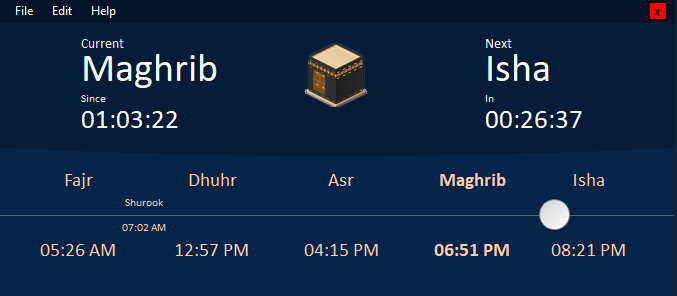 File Edit Help x
Current
Maghrib
Since
01:03:22
Next
Isha
In
00:26:37
Fajr Dhuhr Asr Maghrib Isha
Shurook
07:02 AM
05:26 AM 12:57 PM 04:15 PM 06:51 PM 08:21 PM